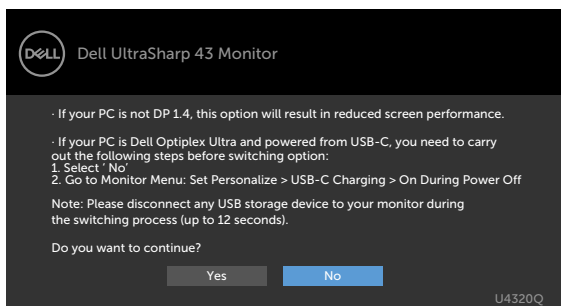 DELL Dell UltraSharp 43 Monitor
· If your PC is not DP 1.4, this option will result in reduced screen performance.
· If your PC is Dell Optiplex Ultra and powered from USB-C, you need to carry
out the following steps before switching option:
1. Select ‘ No’
2. Go to Monitor Menu: Set Personalize > USB-C Charging > On During Power Off
Note: Please disconnect any USB storage device to your monitor during
the switching process (up to 12 seconds).
Do you want to continue?
Yes No
U4320Q